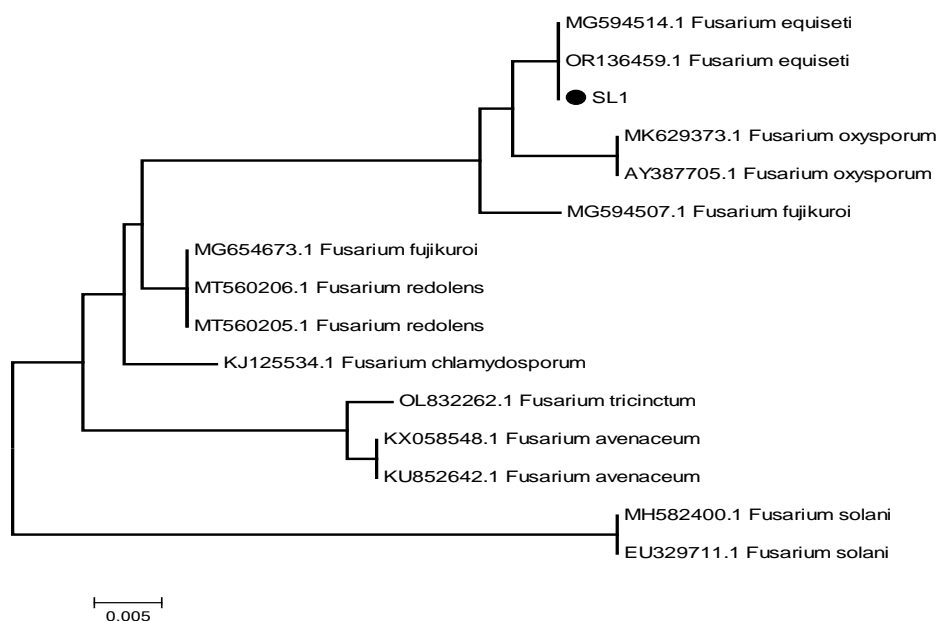 MG594514.1 Fusarium equiseti
OR136459.1 Fusarium equiseti
SL1
MK629373.1 Fusarium oxysporum
AY387705.1 Fusarium oxysporum
MG594507.1 Fusarium fujikuroi
MG654673.1 Fusarium fujikuroi
MT560206.1 Fusarium redolens
MT560205.1 Fusarium redolens
KJ125534.1 Fusarium chlamydosporum
OL832262.1 Fusarium tricinctum
KX058548.1 Fusarium avenaceum
KU852642.1 Fusarium avenaceum
MH582400.1 Fusarium solani
EU329711.1 Fusarium solani
0.005